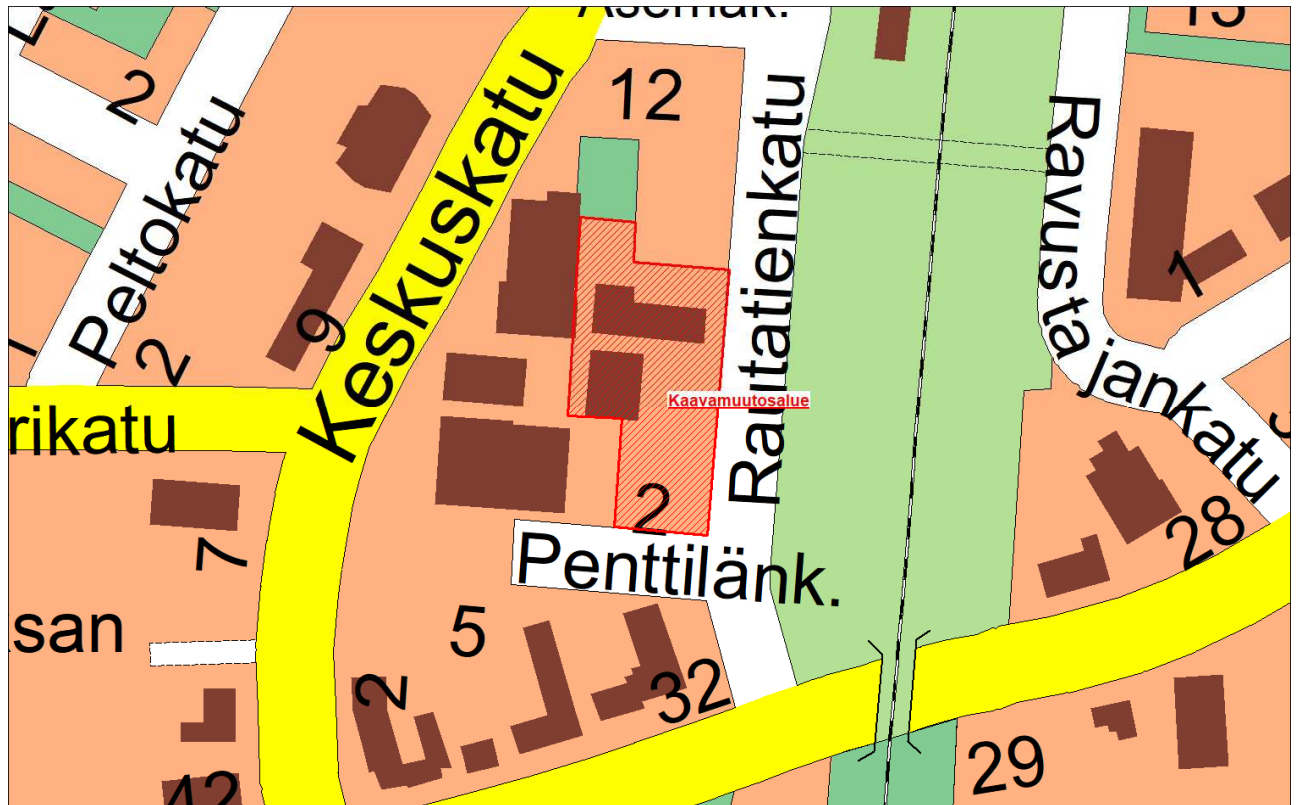 Asemak.
13
2
12
Keskuskatu
Peltokatu
Rautatienkatu
Ravusta
jankatu
1
9
2
Kaavamuutosalue
rikatu
2
28
7
Penttilänk.
5
san
2
32
29
42